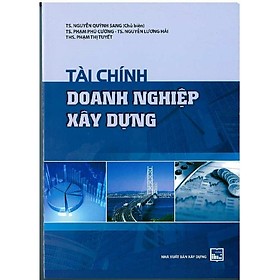 TS. NGUYỄN QUỲNH SANG (Chủ biên)
TS. PHẠM PHÚ CƯỜNG - TS. NGUYỄN LƯƠNG HẢI
THS. PHẠM THỊ TUYẾT
TÀI CHÍNH
DOANH NGHIỆP
XÂY DỰNG
NHÀ XUẤT BẢN XÂY DỰNG